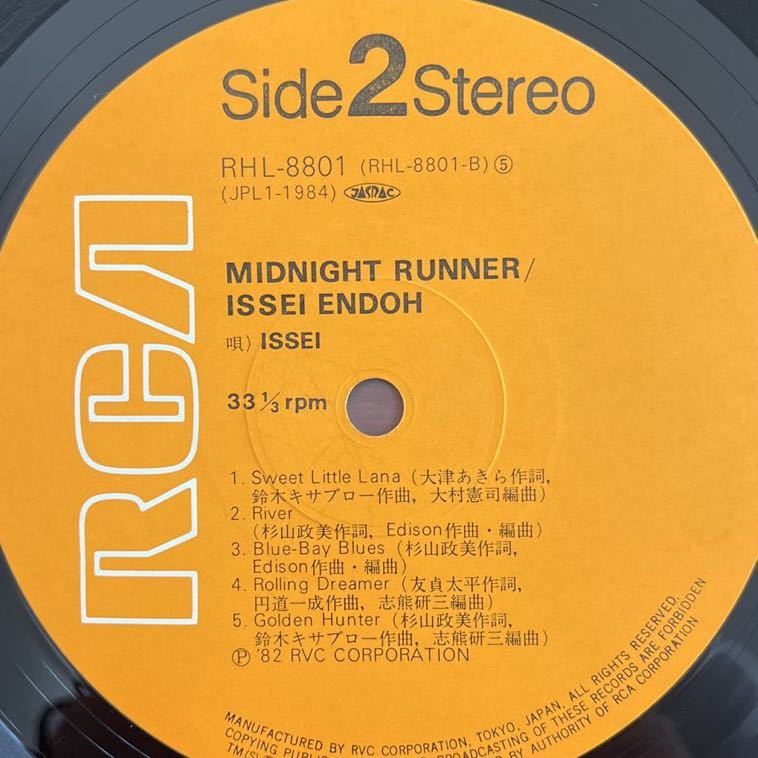 Side 2 Stereo
RHL-8801 (RHL-8801-B) ⑤
(JPL1-1984) JASRAC
RCA
MIDNIGHT RUNNER/
ISSEI ENDOH
唄) ISSEI
33 ⅓ rpm
1. Sweet Little Lana (大津あきら作詞,
鈴木キサブロー作曲, 大村憲司編曲)
2. River
(杉山政美作詞, Edison作曲・編曲)
3. Blue-Bay Blues (杉山政美作詞,
Edison作曲・編曲)
4. Rolling Dreamer (友貞太平作詞,
円道一成作曲, 志熊研三編曲)
5. Golden Hunter (杉山政美作詞,
鈴木キサブロー作曲, 志熊研三編曲)
Ⓟ '82 RVC CORPORATION
MANUFACTURED BY RVC CORPORATION, TOKYO, JAPAN, ALL RIGHTS RESERVED.
COPYING PUBLIC BROADCASTING OF THESE RECORDS ARE FORBIDDEN
TM(S) BY AUTHORITY OF RCA CORPORATION